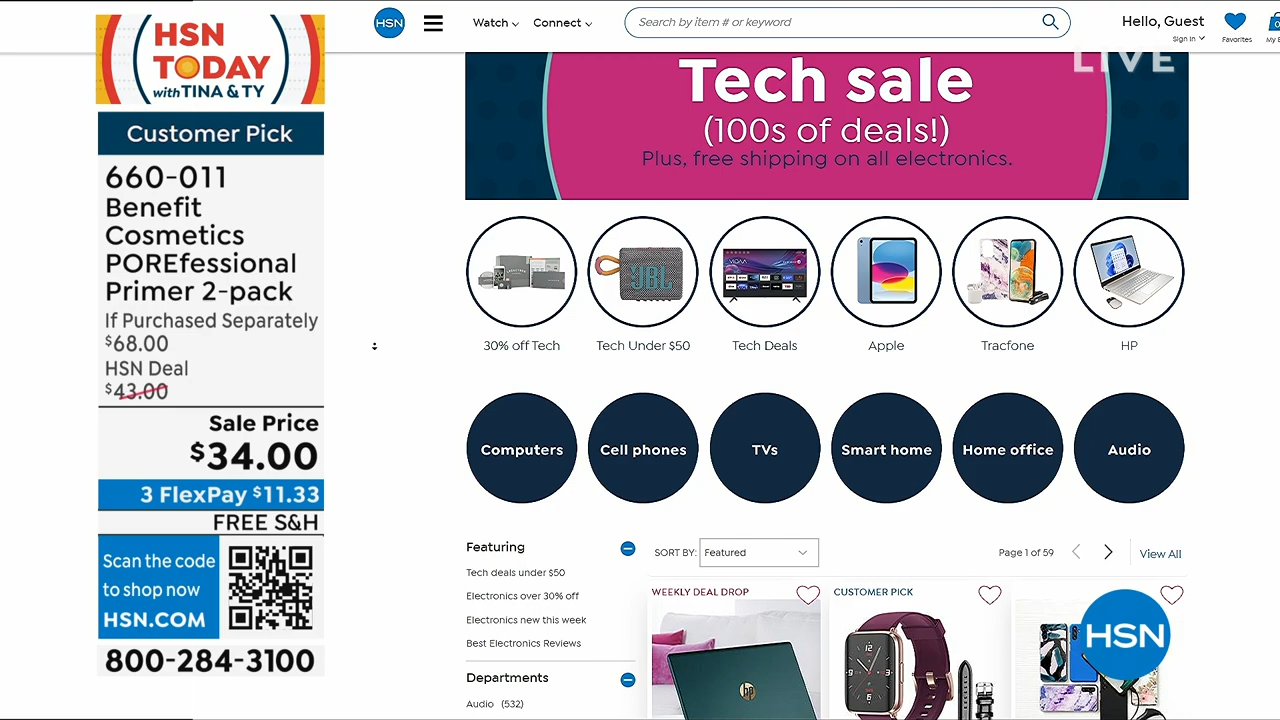 HSN
TODAY
with TINA & TY
Customer Pick
660-011
Benefit
Cosmetics
POREfessional
Primer 2-pack
If Purchased Separately
$68.00
HSN Deal
$43.00
Sale Price
$34.00
3 FlexPay $11.33
FREE S&H
Scan the code
to shop now
HSN.COM
800-284-3100
HSN
Watch
Connect
Search by item # or keyword
Hello, Guest
Sign In
Favorites
0
My B
LIVE
Tech sale
(100s of deals!)
Plus, free shipping on all electronics.
JBL
VIDAA
30% off Tech
Tech Under $50
Tech Deals
Apple
Tracfone
HP
Computers
Cell phones
TVs
Smart home
Home office
Audio
Featuring
Tech deals under $50
Electronics over 30% off
Electronics new this week
Best Electronics Reviews
Departments
Audio (532)
SORT BY:
Featured
Page 1 of 59
View All
WEEKLY DEAL DROP
CUSTOMER PICK
hp
12
HSN